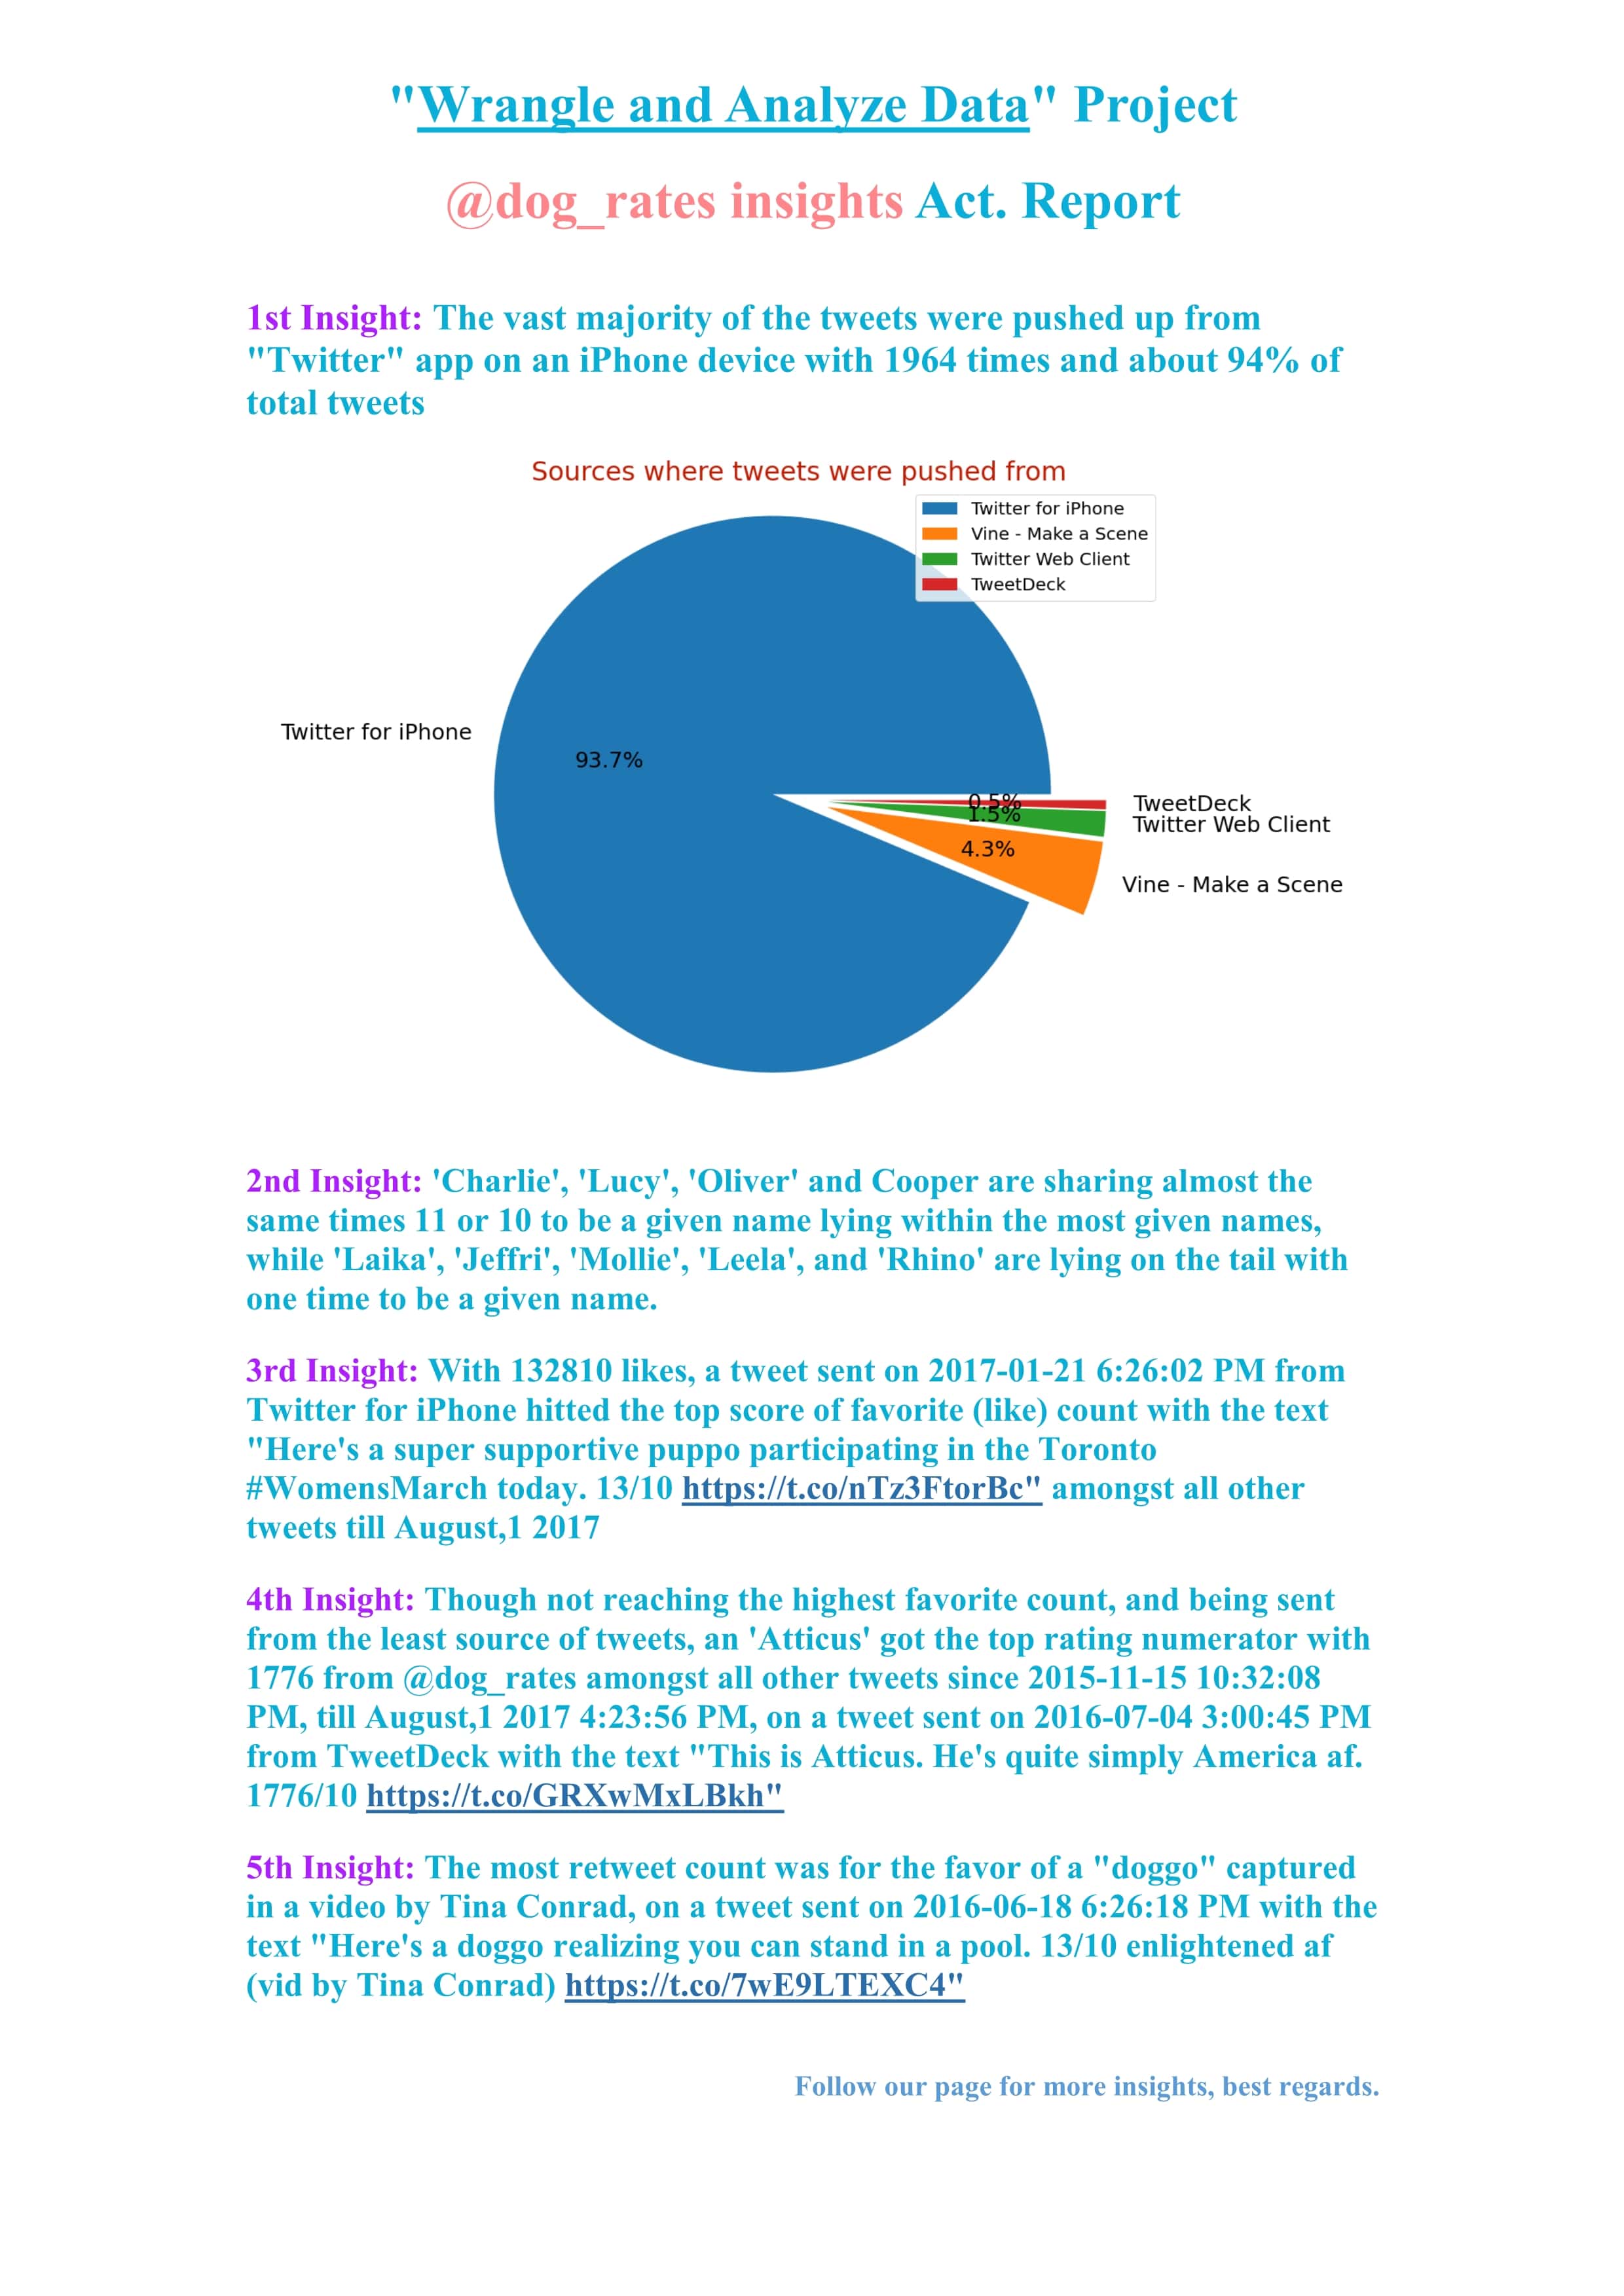 "Wrangle and Analyze Data" Project
@dog_rates insights Act. Report
1st Insight: The vast majority of the tweets were pushed up from
"Twitter" app on an iPhone device with 1964 times and about 94% of
total tweets
Sources where tweets were pushed from
Twitter for iPhone
Vine - Make a Scene
Twitter Web Client
TweetDeck
Twitter for iPhone
93.7%
0.5%
TweetDeck
1.5%
Twitter Web Client
4.3%
Vine - Make a Scene
2nd Insight: 'Charlie', 'Lucy', 'Oliver' and Cooper are sharing almost the
same times 11 or 10 to be a given name lying within the most given names,
while 'Laika', 'Jeffri', 'Mollie', 'Leela', and 'Rhino' are lying on the tail with
one time to be a given name.
3rd Insight: With 132810 likes, a tweet sent on 2017-01-21 6:26:02 PM from
Twitter for iPhone hitted the top score of favorite (like) count with the text
"Here's a super supportive puppo participating in the Toronto
#WomensMarch today. 13/10 https://t.co/nTz3FtorBc" amongst all other
tweets till August,1 2017
4th Insight: Though not reaching the highest favorite count, and being sent
from the least source of tweets, an 'Atticus' got the top rating numerator with
1776 from @dog_rates amongst all other tweets since 2015-11-15 10:32:08
PM, till August,1 2017 4:23:56 PM, on a tweet sent on 2016-07-04 3:00:45 PM
from TweetDeck with the text "This is Atticus. He's quite simply America af.
1776/10 https://t.co/GRXwMxLBkh"
5th Insight: The most retweet count was for the favor of a "doggo" captured
in a video by Tina Conrad, on a tweet sent on 2016-06-18 6:26:18 PM with the
text "Here's a doggo realizing you can stand in a pool. 13/10 enlightened af
(vid by Tina Conrad) https://t.co/7wE9LTEXC4"
Follow our page for more insights, best regards.